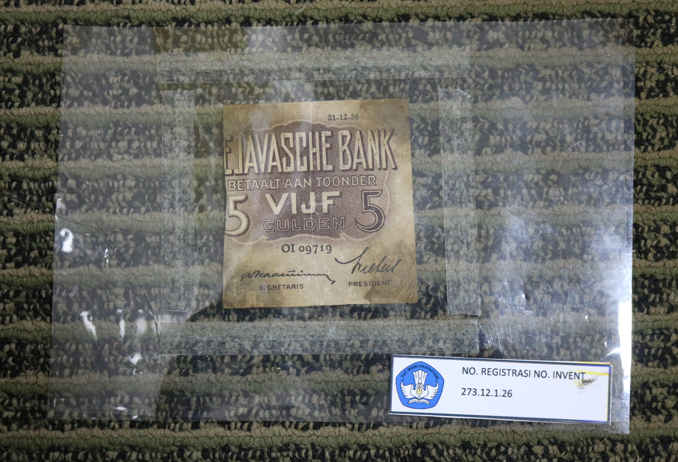 21-12-36
E JAVASCHE BANK
BETAALT AAN TOONDER
5 VIJF 5
GULDEN
OI 09719
SECRETARIS PRESIDENT
NO. REGISTRASI NO. INVENT
273.12.1.26